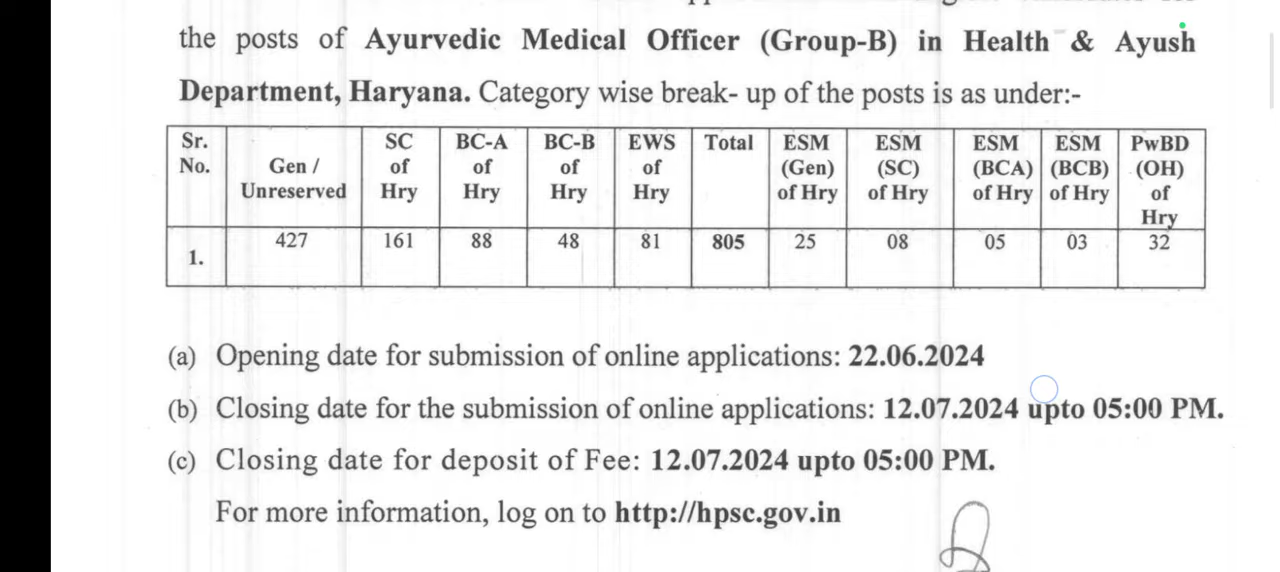 the posts of Ayurvedic Medical Officer (Group-B) in Health & Ayush
Department, Haryana. Category wise break- up of the posts is as under:-
Sr. No. Gen / Unreserved SC of Hry BC-A of Hry BC-B of Hry EWS of Hry Total ESM (Gen) of Hry ESM (SC) of Hry ESM (BCA) of Hry ESM (BCB) of Hry PwBD (OH) of Hry
1. 427 161 88 48 81 805 25 08 05 03 32
(a) Opening date for submission of online applications: 22.06.2024
(b) Closing date for the submission of online applications: 12.07.2024 upto 05:00 PM.
(c) Closing date for deposit of Fee: 12.07.2024 upto 05:00 PM.
For more information, log on to http://hpsc.gov.in